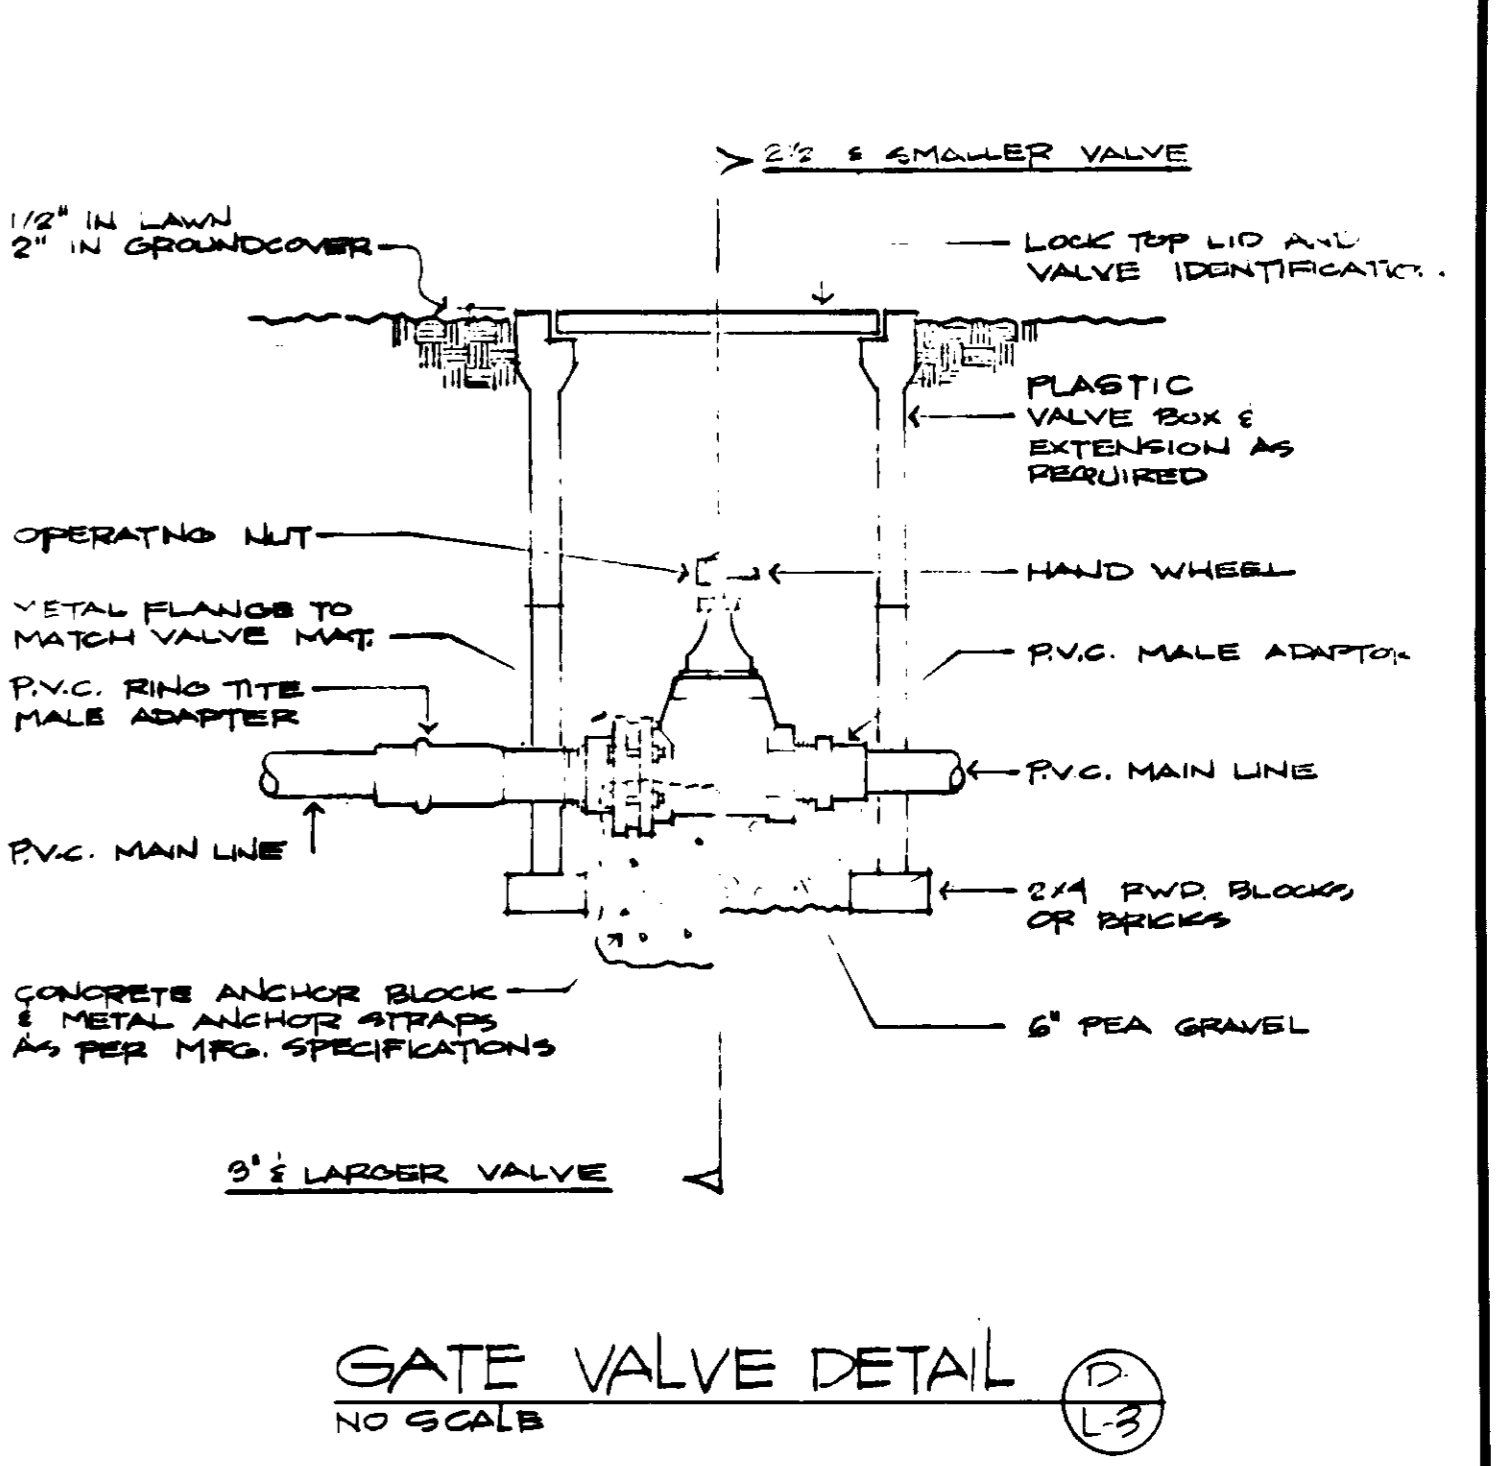 2½ & SMALLER VALVE
1/2" IN LAWN
2" IN GROUNDCOVER
LOCK TOP LID AND
VALVE IDENTIFICATION.
PLASTIC
VALVE BOX &
EXTENSION AS
REQUIRED
OPERATNG NUT
HAND WHEEL
METAL FLANGE TO
MATCH VALVE MAT.
P.V.C. MALE ADAPTOR
P.V.C. RING TITE
MALE ADAPTER
P.V.C. MAIN LINE
P.V.C. MAIN LINE
2x4 RWD. BLOCKS
OR BRICKS
CONCRETE ANCHOR BLOCK
& METAL ANCHOR STRAPS
AS PER MFG. SPECIFICATIONS
6" PEA GRAVEL
3" & LARGER VALVE
GATE VALVE DETAIL
NO SCALE
D
L-3